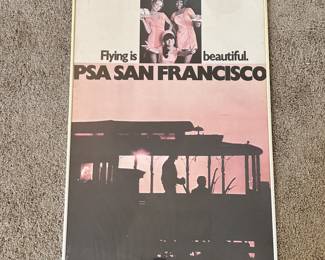 Flying is beautiful.
PSA SAN FRANCISCO